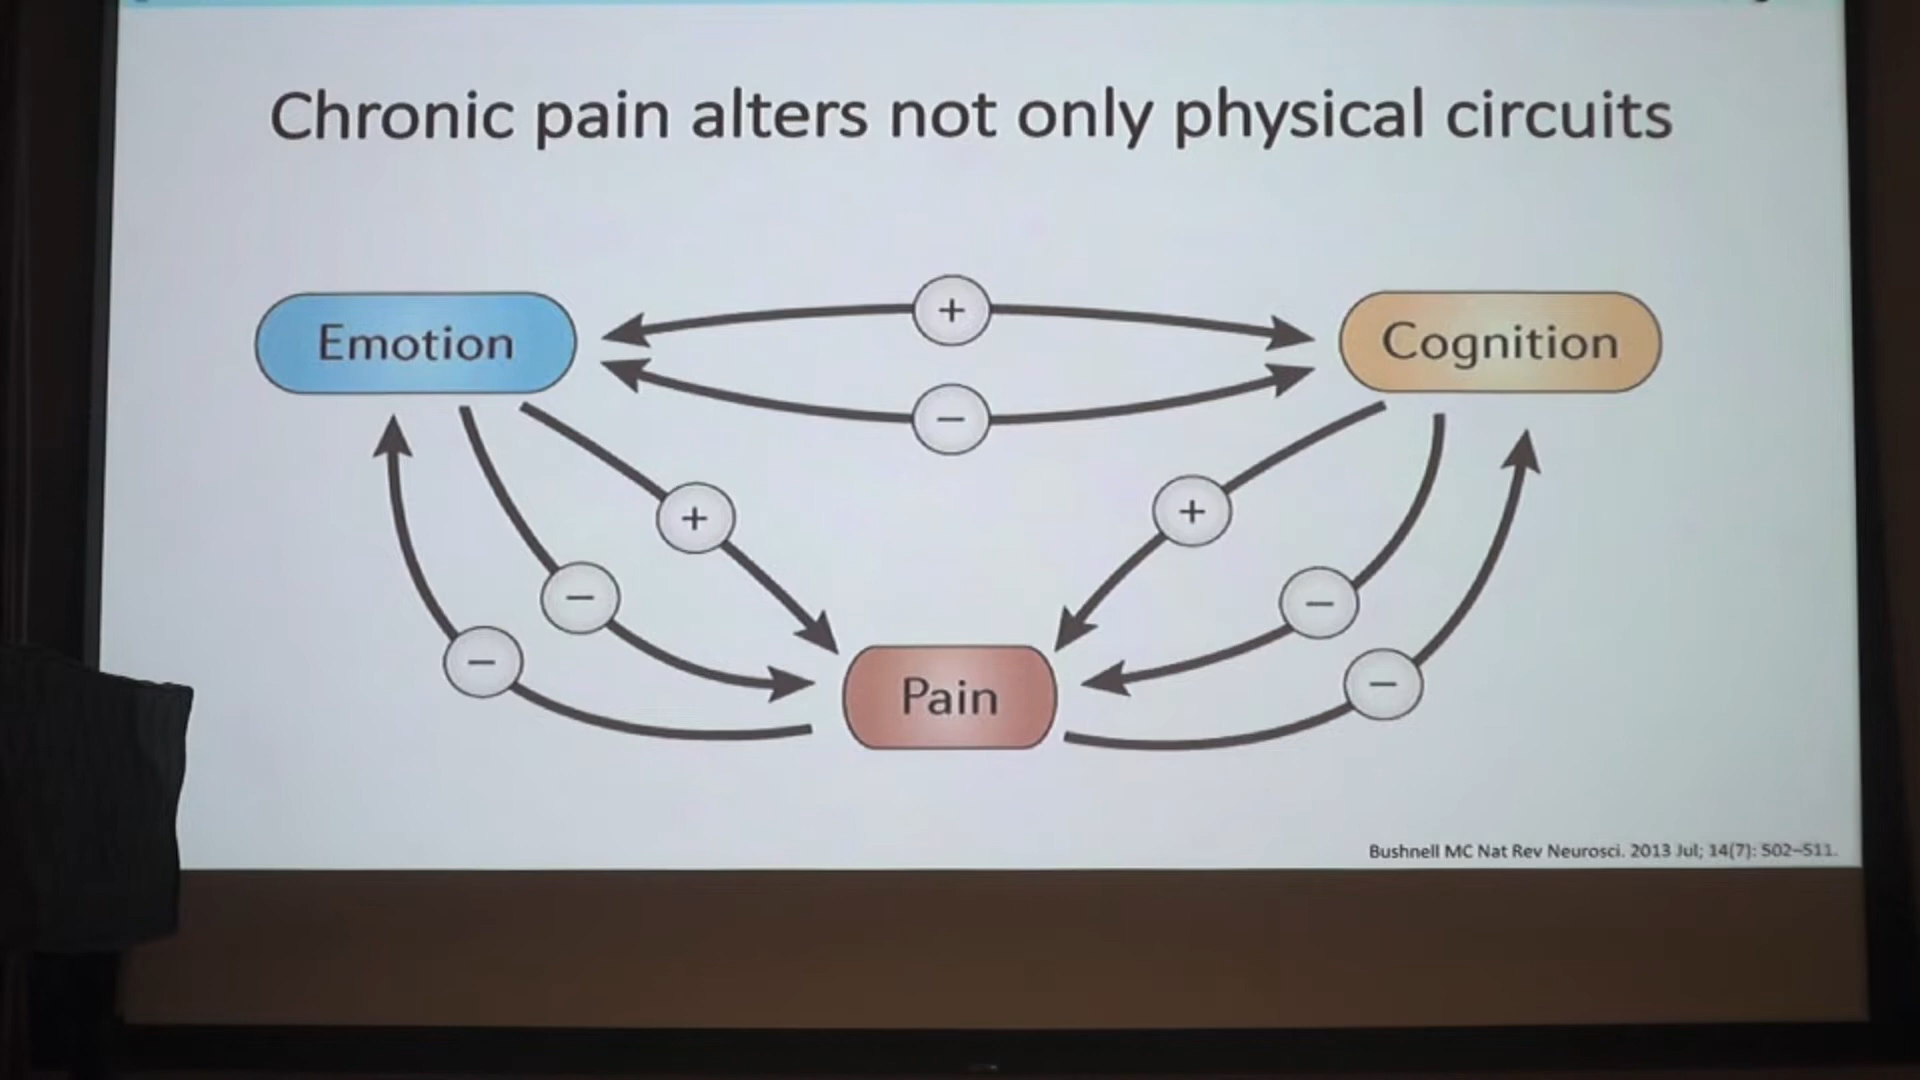 Chronic pain alters not only physical circuits
Emotion
+
Cognition
−
+
+
−
−
−
−
Pain
Bushnell MC Nat Rev Neurosci. 2013 Jul; 14(7): 502–511.